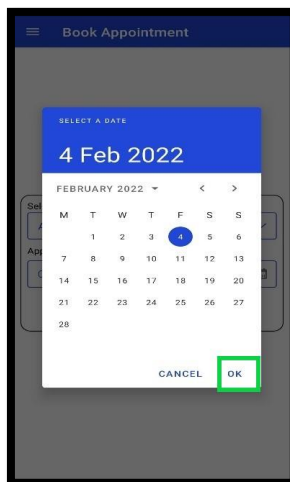 Book Appointment
SELECT A DATE
4 Feb 2022
FEBRUARY 2022
M T W T F S S
1 2 3 4 5 6
7 8 9 10 11 12 13
14 15 16 17 18 19 20
21 22 23 24 25 26 27
28
Sel
App
CANCEL OK